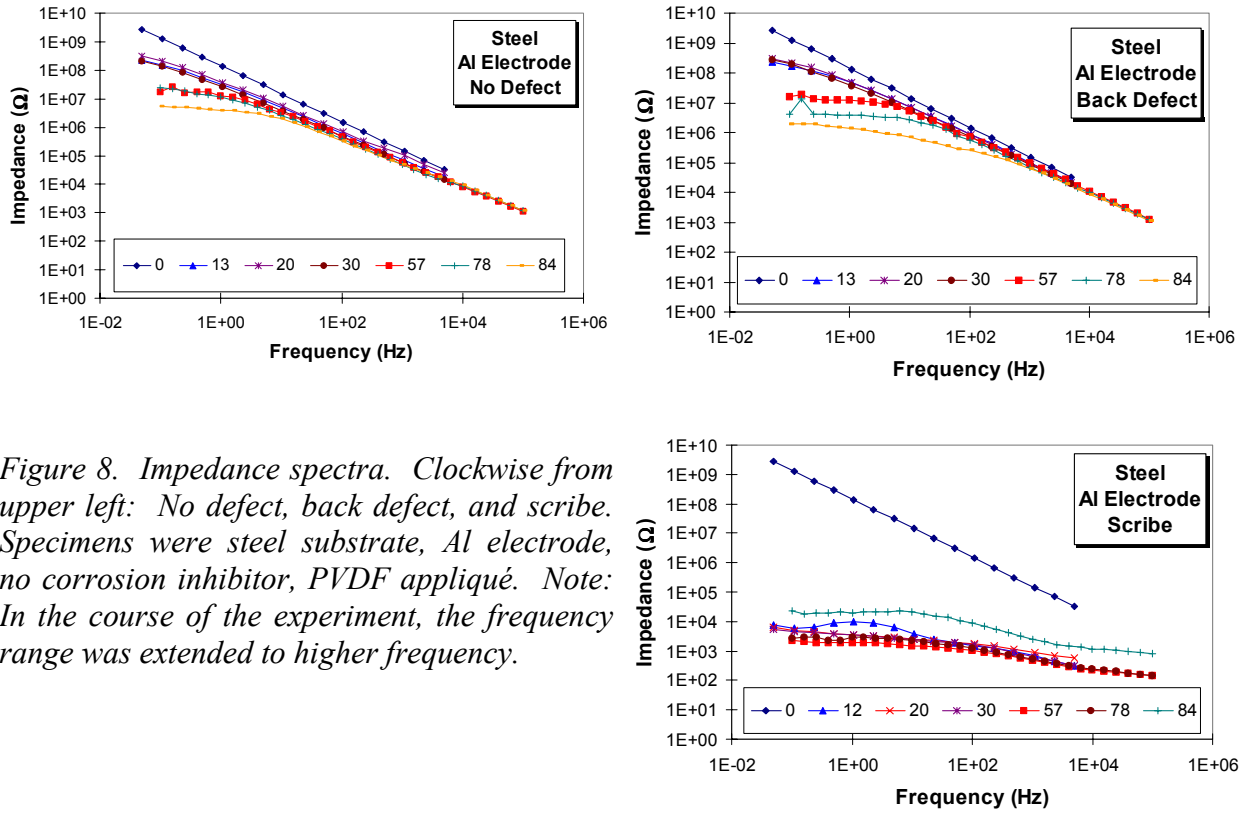 1E+10
1E+09
1E+08
1E+07
1E+06
1E+05
1E+04
1E+03
1E+02
1E+01
1E+00
Impedance (Ω)
Steel
Al Electrode
No Defect
0 13 20 30 57 78 84
1E-02 1E+00 1E+02 1E+04 1E+06
Frequency (Hz)
1E+10
1E+09
1E+08
1E+07
1E+06
1E+05
1E+04
1E+03
1E+02
1E+01
1E+00
Impedance (Ω)
Steel
Al Electrode
Back Defect
0 13 20 30 57 78 84
1E-02 1E+00 1E+02 1E+04 1E+06
Frequency (Hz)
Figure 8. Impedance spectra. Clockwise from
upper left: No defect, back defect, and scribe.
Specimens were steel substrate, Al electrode,
no corrosion inhibitor, PVDF appliqué. Note:
In the course of the experiment, the frequency
range was extended to higher frequency.
1E+10
1E+09
1E+08
1E+07
1E+06
1E+05
1E+04
1E+03
1E+02
1E+01
1E+00
Impedance (Ω)
Steel
Al Electrode
Scribe
0 12 20 30 57 78 84
1E-02 1E+00 1E+02 1E+04 1E+06
Frequency (Hz)